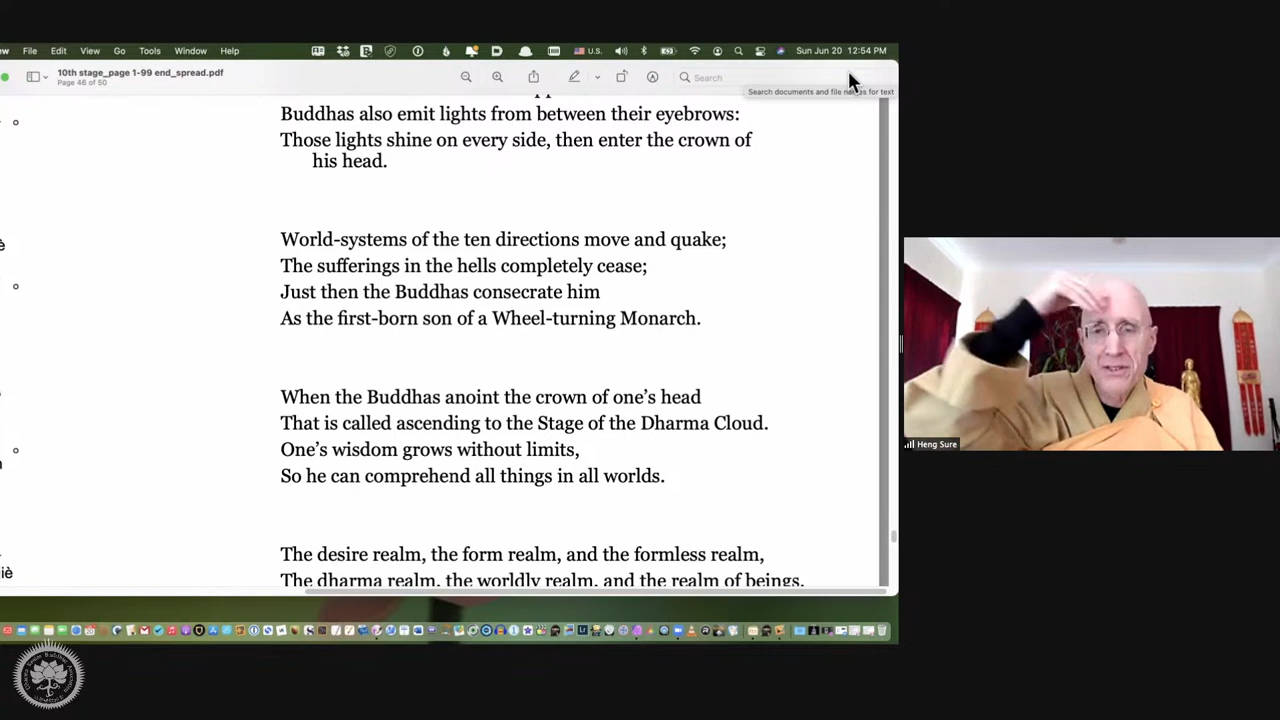 File Edit View Go Tools Window Help U.S. Sun Jun 20 12:54 PM
10th stage_page 1-99 end_spread.pdf
Page 46 of 50
Search
Search documents and file names for text
Buddhas also emit lights from between their eyebrows:
Those lights shine on every side, then enter the crown of
his head.
World-systems of the ten directions move and quake;
The sufferings in the hells completely cease;
Just then the Buddhas consecrate him
As the first-born son of a Wheel-turning Monarch.
When the Buddhas anoint the crown of one's head
That is called ascending to the Stage of the Dharma Cloud.
One's wisdom grows without limits,
So he can comprehend all things in all worlds.
The desire realm, the form realm, and the formless realm,
The dharma realm, the worldly realm, and the realm of beings,
Heng Sure